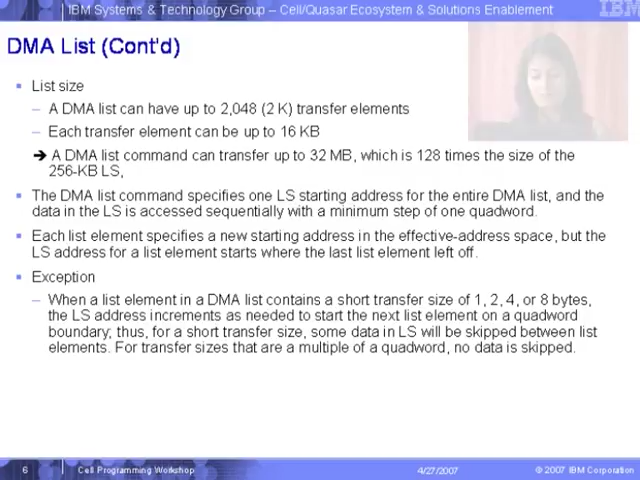 IBM Systems & Technology Group – Cell/Quasar Ecosystem & Solutions Enablement
IBM
DMA List (Cont'd)
▪ List size
– A DMA list can have up to 2,048 (2 K) transfer elements
– Each transfer element can be up to 16 KB
➔ A DMA list command can transfer up to 32 MB, which is 128 times the size of the
256-KB LS,
▪ The DMA list command specifies one LS starting address for the entire DMA list, and the
data in the LS is accessed sequentially with a minimum step of one quadword.
▪ Each list element specifies a new starting address in the effective-address space, but the
LS address for a list element starts where the last list element left off.
▪ Exception
– When a list element in a DMA list contains a short transfer size of 1, 2, 4, or 8 bytes,
the LS address increments as needed to start the next list element on a quadword
boundary; thus, for a short transfer size, some data in LS will be skipped between list
elements. For transfer sizes that are a multiple of a quadword, no data is skipped.
6 Cell Programming Workshop 4/27/2007 © 2007 IBM Corporation